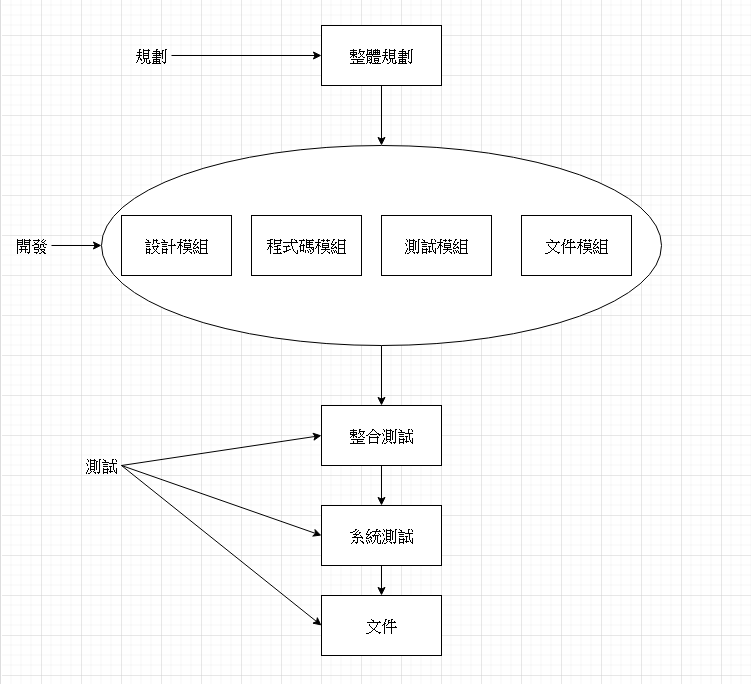 規劃
整體規劃
開發
設計模組
程式碼模組
測試模組
文件模組
整合測試
測試
系統測試
文件